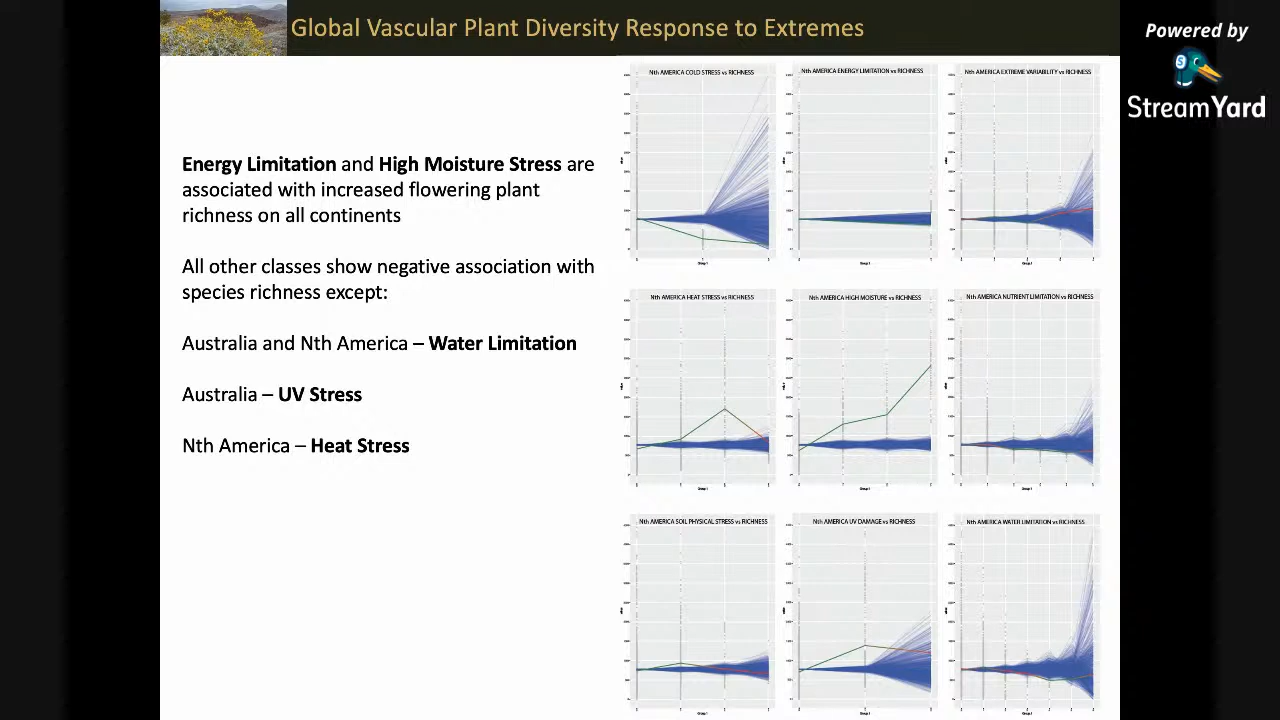 Global Vascular Plant Diversity Response to Extremes
Powered by
StreamYard
Energy Limitation and High Moisture Stress are
associated with increased flowering plant
richness on all continents
All other classes show negative association with
species richness except:
Australia and Nth America – Water Limitation
Australia – UV Stress
Nth America – Heat Stress
Nth AMERICA COLD STRESS vs RICHNESS
Nth AMERICA ENERGY LIMITATION vs RICHNESS
Nth AMERICA EXTREME VARIABILITY vs RICHNESS
Nth AMERICA HEAT STRESS vs RICHNESS
Nth AMERICA HIGH MOISTURE vs RICHNESS
Nth AMERICA NUTRIENT LIMITATION vs RICHNESS
Nth AMERICA SOIL PHYSICAL STRESS vs RICHNESS
Nth AMERICA UV DAMAGE vs RICHNESS
Nth AMERICA WATER LIMITATION vs RICHNESS